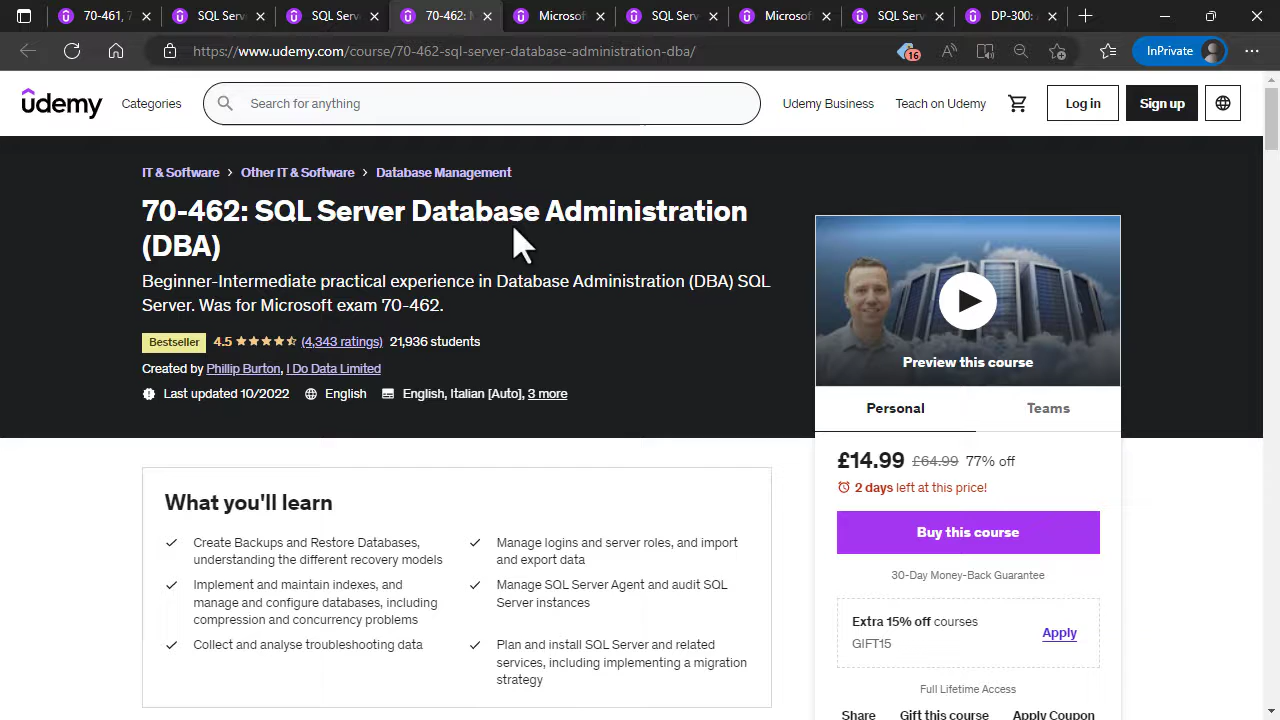 70-461, 7
SQL Serv
SQL Serv
70-462: M
Microsof
SQL Serv
Microsof
SQL Serv
DP-300: A
https://www.udemy.com/course/70-462-sql-server-database-administration-dba/
16
InPrivate
udemy
Categories
Search for anything
Udemy Business
Teach on Udemy
Log in
Sign up
IT & Software
Other IT & Software
Database Management
70-462: SQL Server Database Administration
(DBA)
Beginner-Intermediate practical experience in Database Administration (DBA) SQL
Server. Was for Microsoft exam 70-462.
Bestseller 4.5 (4,343 ratings) 21,936 students
Created by Phillip Burton, I Do Data Limited
Last updated 10/2022 English English, Italian [Auto], 3 more
Preview this course
Personal
Teams
£14.99 £64.99 77% off
2 days left at this price!
Buy this course
30-Day Money-Back Guarantee
Extra 15% off courses
GIFT15
Apply
Full Lifetime Access
Share
Gift this course
Apply Coupon
What you'll learn
Create Backups and Restore Databases,
understanding the different recovery models
Implement and maintain indexes, and
manage and configure databases, including
compression and concurrency problems
Collect and analyse troubleshooting data
Manage logins and server roles, and import
and export data
Manage SQL Server Agent and audit SQL
Server instances
Plan and install SQL Server and related
services, including implementing a migration
strategy